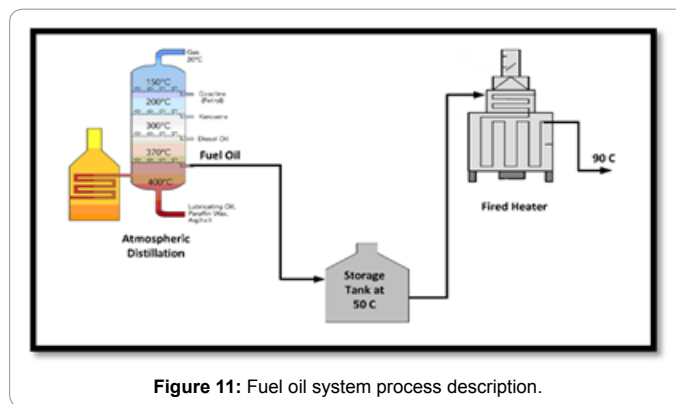 Gas
20°C
150°C
Gasoline
(Petrol)
200°C
Kerosene
300°C
Diesel Oil
370°C
Fuel Oil
400°C
Lubricating Oil,
Paraffin Wax,
Asphalt
Atmospheric
Distillation
Storage
Tank at
50 C
90 C
Fired Heater
Figure 11: Fuel oil system process description.